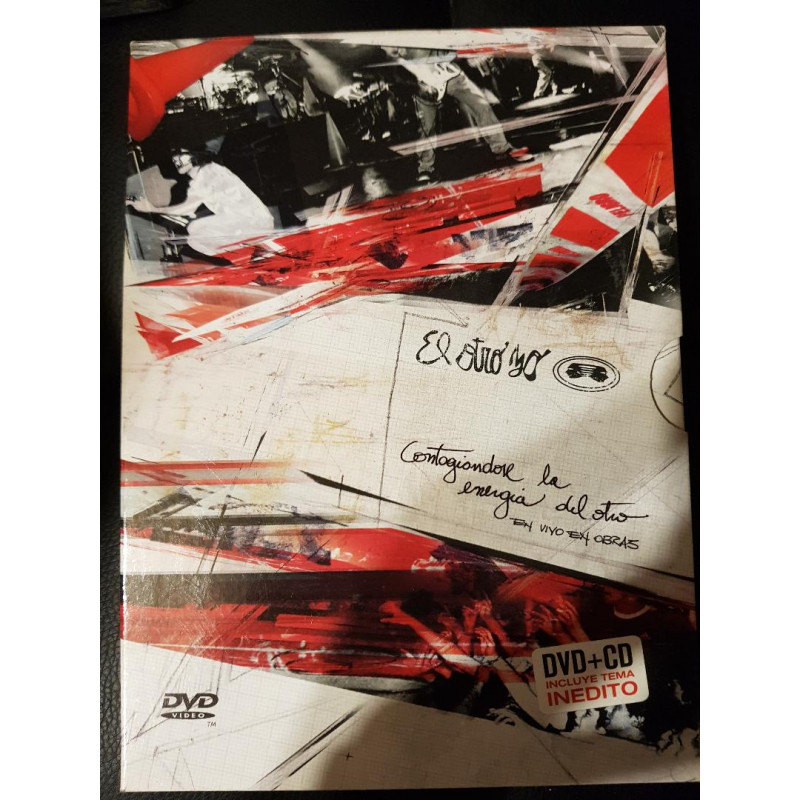 El otro yo
Contagiandose la
energia del otro
EN VIVO EN OBRAS
DVD+CD
INCLUYE TEMA
INEDITO
DVD
VIDEO
TM